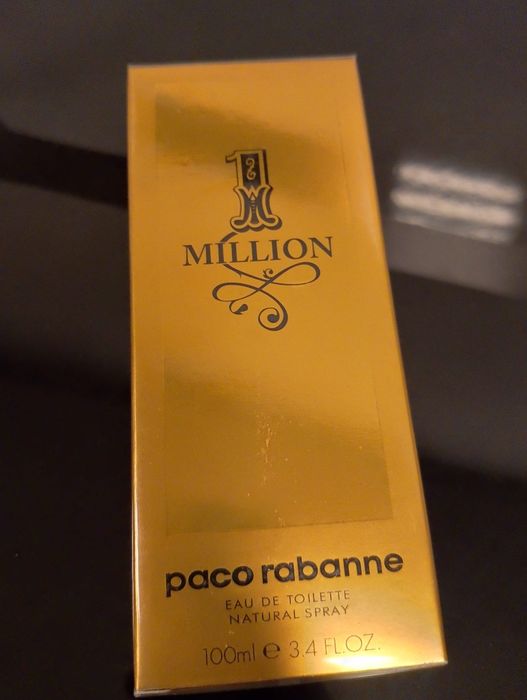 1
MILLION
paco rabanne
EAU DE TOILETTE
NATURAL SPRAY
100ml e 3.4 FL.OZ.